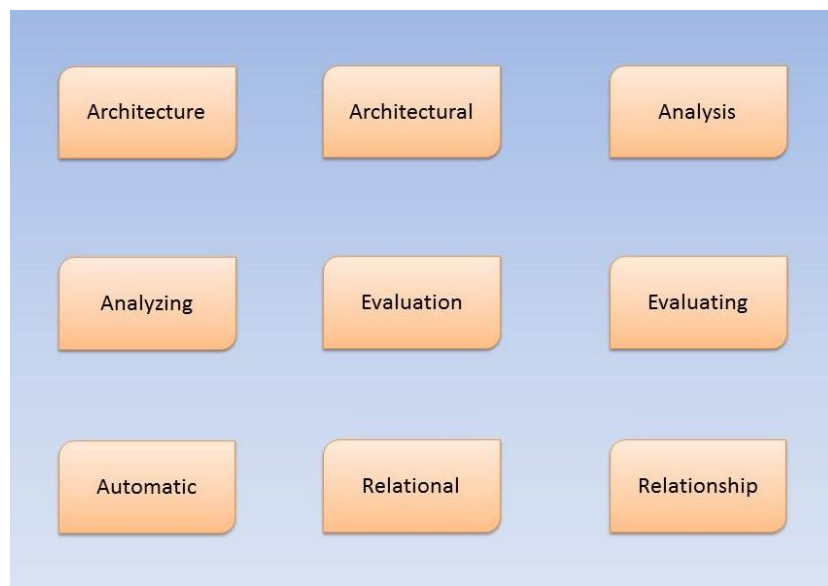 Architecture
Architectural
Analysis
Analyzing
Evaluation
Evaluating
Automatic
Relational
Relationship